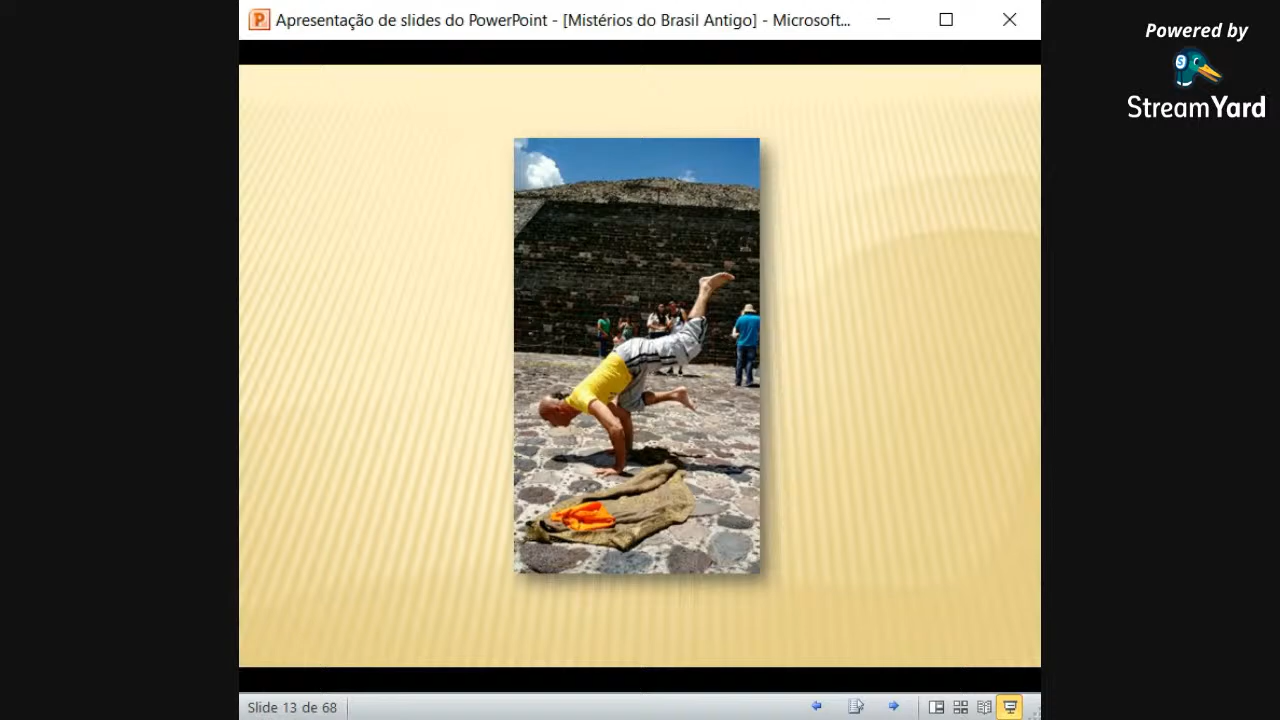 Apresentação de slides do PowerPoint - [Mistérios do Brasil Antigo] - Microsoft...
Powered by
StreamYard
Slide 13 de 68